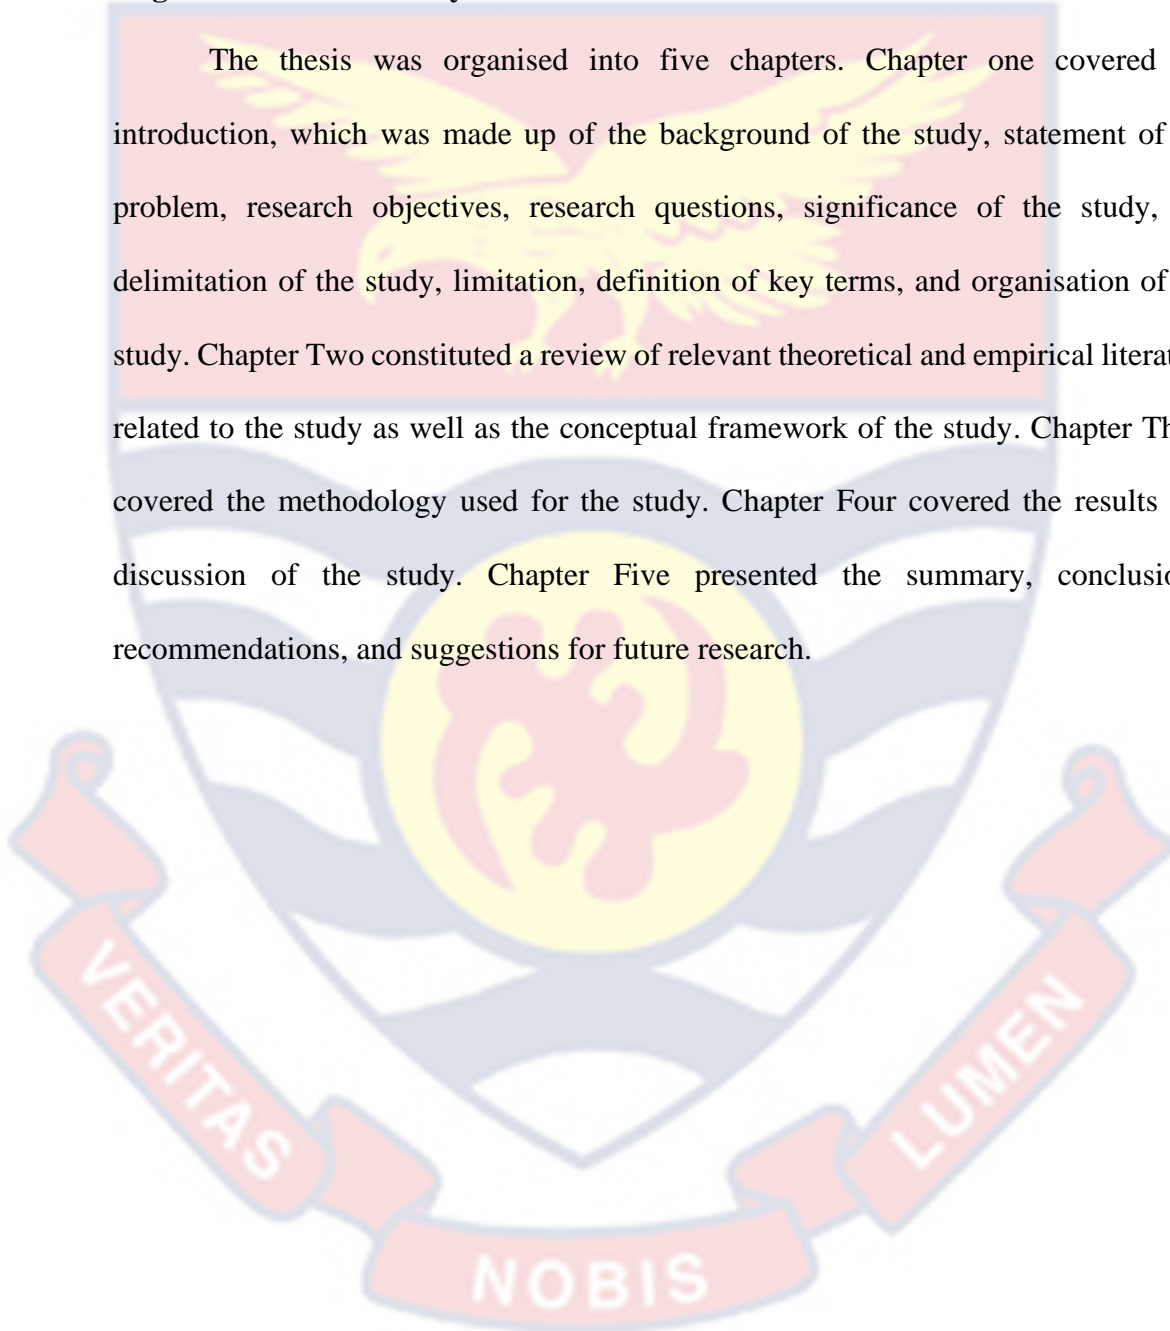 The thesis was organised into five chapters. Chapter one covered
introduction, which was made up of the background of the study, statement of
problem, research objectives, research questions, significance of the study,
delimitation of the study, limitation, definition of key terms, and organisation of
study. Chapter Two constituted a review of relevant theoretical and empirical
related to the study as well as the conceptual framework of the study. Chapter
covered the methodology used for the study. Chapter Four covered the results
discussion of the study. Chapter Five presented the summary,
recommendations, and suggestions for future research.
VERITAS
NOBIS
LUMEN